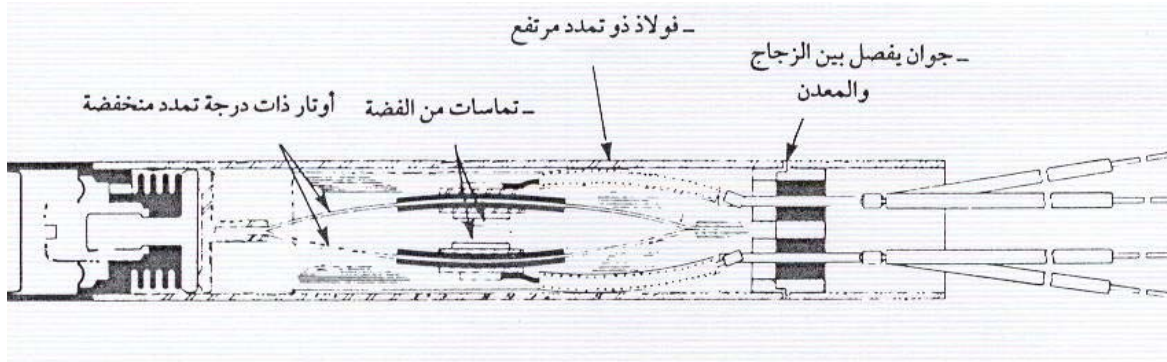 ـ فولاذ ذو تمدد مرتفع
ـ جوان يفصل بين الزجاج
والمعدن
ـ تماسات من الفضة
أوتار ذات درجة تمدد منخفضة